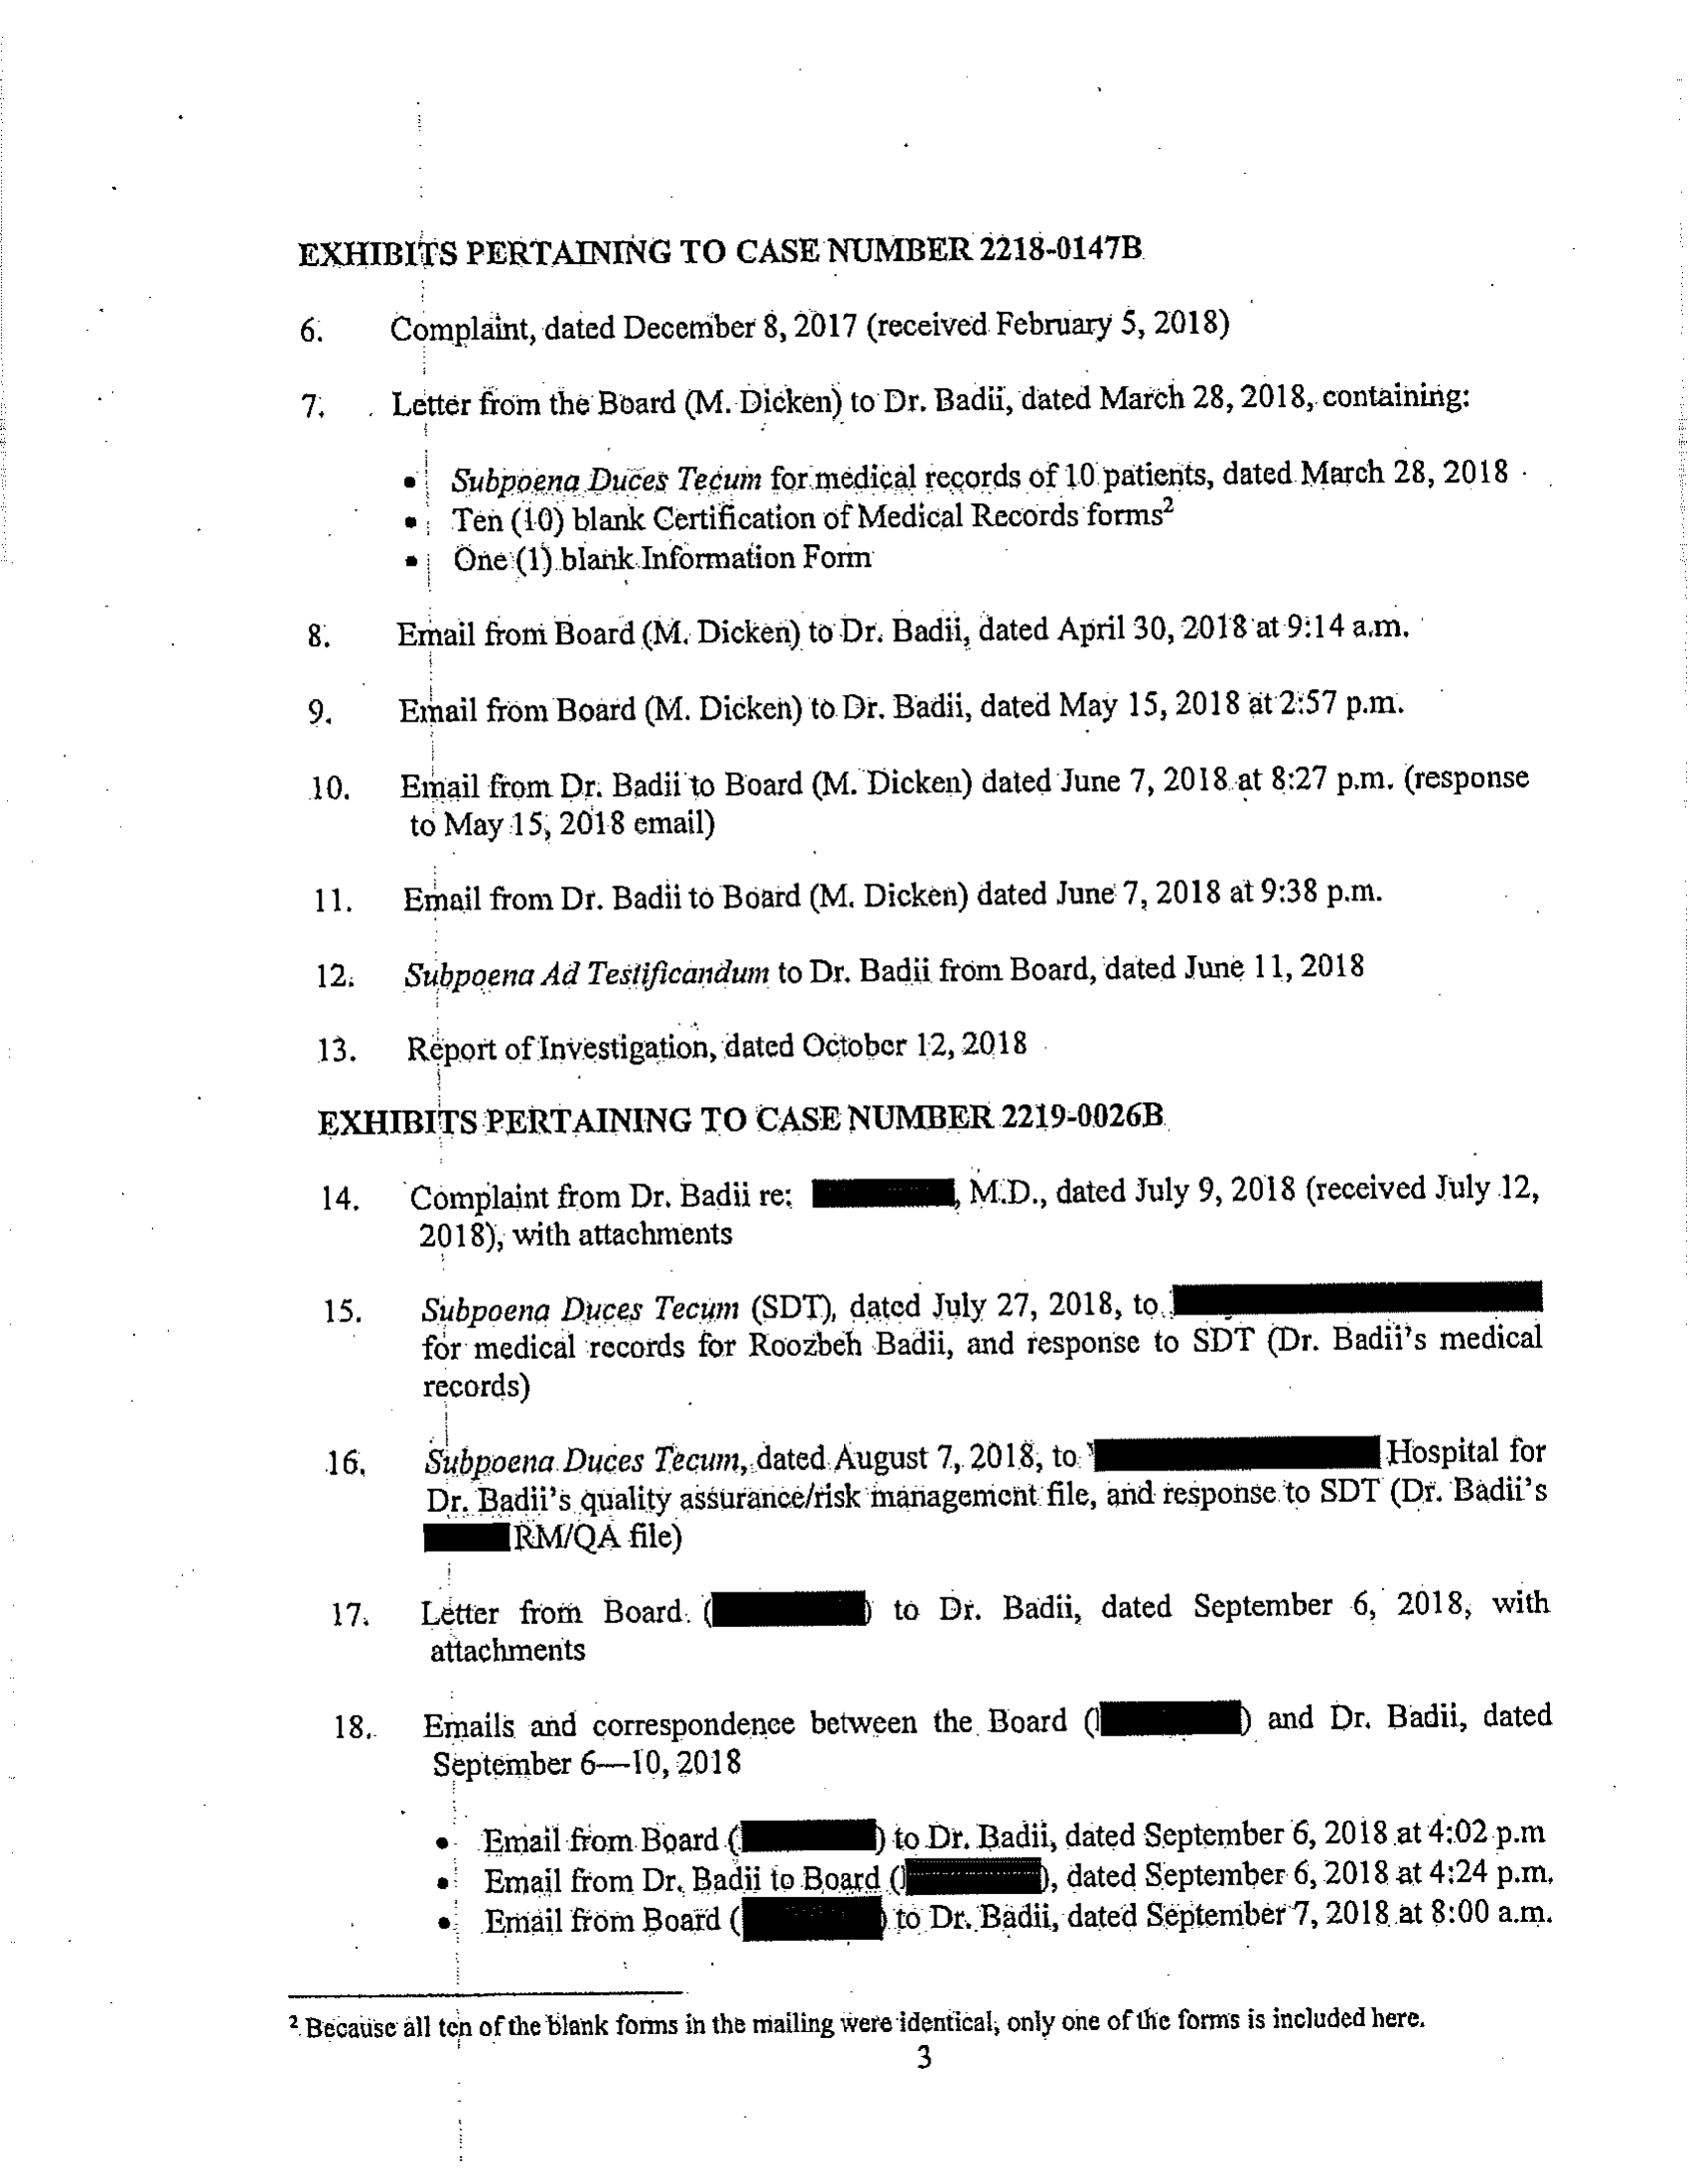 EXHIBITS PERTAINING TO CASE NUMBER 2218-0147B
6. Complaint, dated December 8, 2017 (received February 5, 2018)
7. Letter from the Board (M. Dicken) to Dr. Badii, dated March 28, 2018, containing:
• Subpoena Duces Tecum for medical records of 10 patients, dated March 28, 2018
• Ten (10) blank Certification of Medical Records forms²
• One (1) blank Information Form
8. Email from Board (M. Dicken) to Dr. Badii, dated April 30, 2018 at 9:14 a.m.
9. Email from Board (M. Dicken) to Dr. Badii, dated May 15, 2018 at 2:57 p.m.
10. Email from Dr. Badii to Board (M. Dicken) dated June 7, 2018 at 8:27 p.m. (response
to May 15, 2018 email)
11. Email from Dr. Badii to Board (M. Dicken) dated June 7, 2018 at 9:38 p.m.
12. Subpoena Ad Testificandum to Dr. Badii from Board, dated June 11, 2018
13. Report of Investigation, dated October 12, 2018
EXHIBITS PERTAINING TO CASE NUMBER 2219-0026B
14. Complaint from Dr. Badii re: , M.D., dated July 9, 2018 (received July 12,
2018), with attachments
15. Subpoena Duces Tecum (SDT), dated July 27, 2018, to
for medical records for Roozbeh Badii, and response to SDT (Dr. Badii's medical
records)
16. Subpoena Duces Tecum, dated August 7, 2018, to Hospital for
Dr. Badii's quality assurance/risk management file, and response to SDT (Dr. Badii's
RM/QA file)
17. Letter from Board ( ) to Dr. Badii, dated September 6, 2018, with
attachments
18. Emails and correspondence between the Board ( ) and Dr. Badii, dated
September 6—10, 2018
• Email from Board ( ) to Dr. Badii, dated September 6, 2018 at 4:02 p.m
• Email from Dr. Badii to Board ( ), dated September 6, 2018 at 4:24 p.m.
• Email from Board ( ) to Dr. Badii, dated September 7, 2018 at 8:00 a.m.
² Because all ten of the blank forms in the mailing were identical, only one of the forms is included here.
3